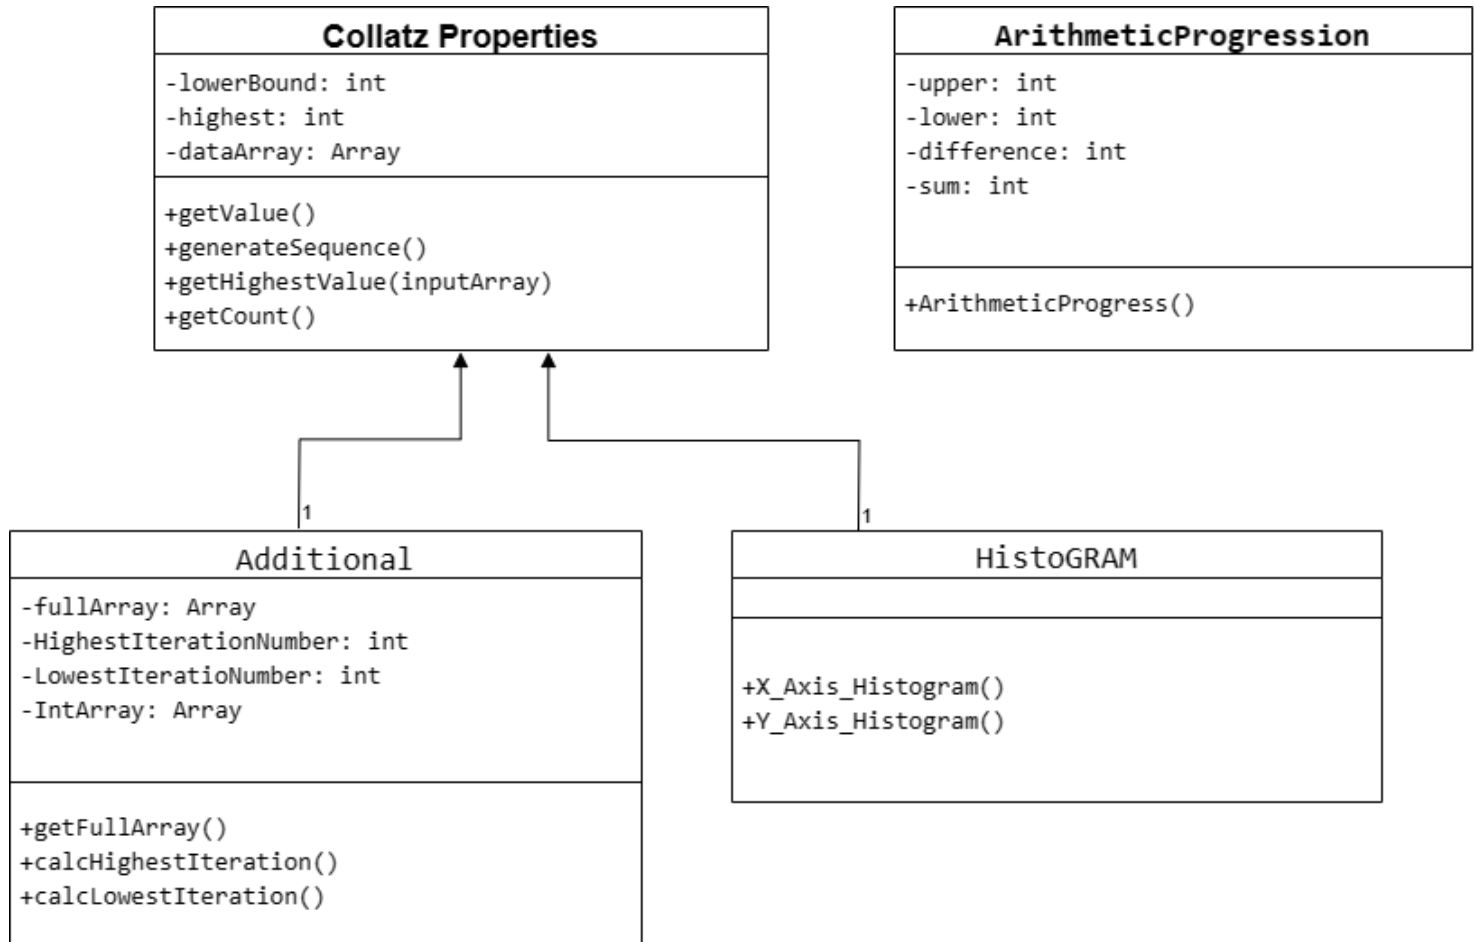 Collatz Properties
-lowerBound: int
-highest: int
-dataArray: Array
+getValue()
+generateSequence()
+getHighestValue(inputArray)
+getCount()
ArithmeticProgression
-upper: int
-lower: int
-difference: int
-sum: int
+ArithmeticProgress()
1
1
Additional
-fullArray: Array
-HighestIterationNumber: int
-LowestIteratioNumber: int
-IntArray: Array
+getFullArray()
+calcHighestIteration()
+calcLowestIteration()
HistoGRAM
+X_Axis_Histogram()
+Y_Axis_Histogram()